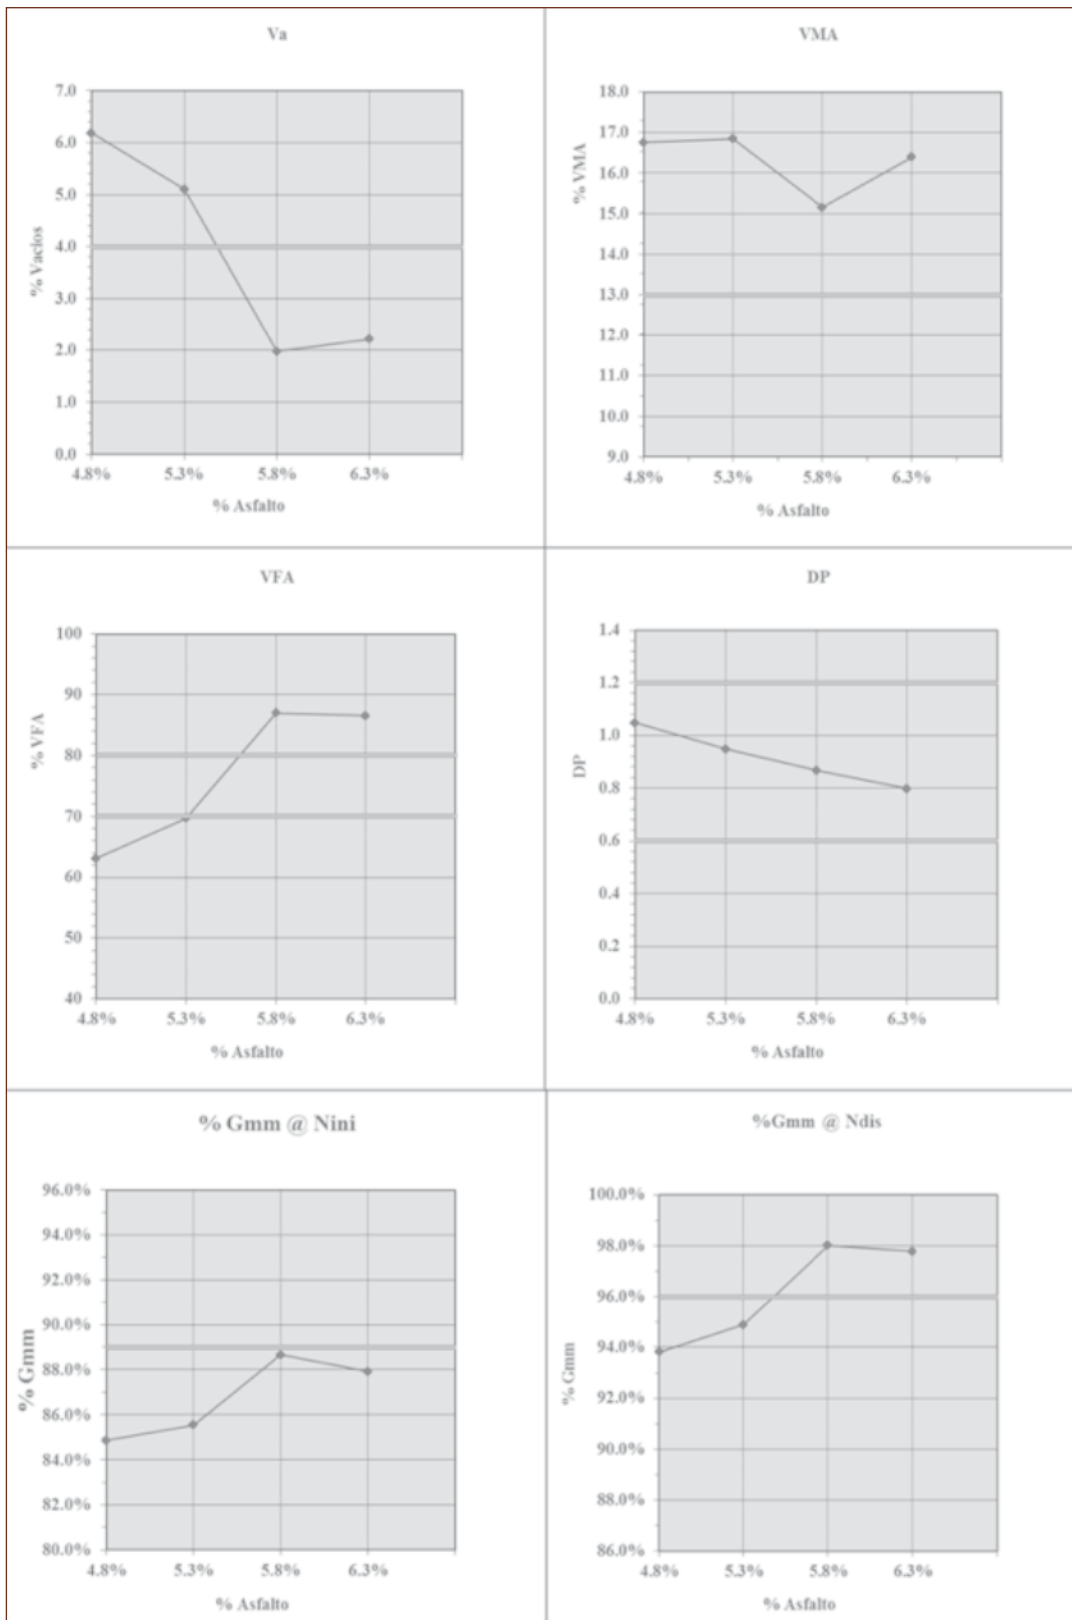 Va
7.0
6.0
5.0
4.0
3.0
2.0
1.0
0.0
% Vacios
4.8% 5.3% 5.8% 6.3%
% Asfalto
VMA
18.0
17.0
16.0
15.0
14.0
13.0
12.0
11.0
10.0
9.0
% VMA
4.8% 5.3% 5.8% 6.3%
% Asfalto
VFA
100
90
80
70
60
50
40
% VFA
4.8% 5.3% 5.8% 6.3%
% Asfalto
DP
1.4
1.2
1.0
0.8
0.6
0.4
0.2
0.0
DP
4.8% 5.3% 5.8% 6.3%
% Asfalto
% Gmm @ Nini
96.0%
94.0%
92.0%
90.0%
88.0%
86.0%
84.0%
82.0%
80.0%
% Gmm
4.8% 5.3% 5.8% 6.3%
% Asfalto
%Gmm @ Ndis
100.0%
98.0%
96.0%
94.0%
92.0%
90.0%
88.0%
86.0%
% Gmm
4.8% 5.3% 5.8% 6.3%
% Asfalto